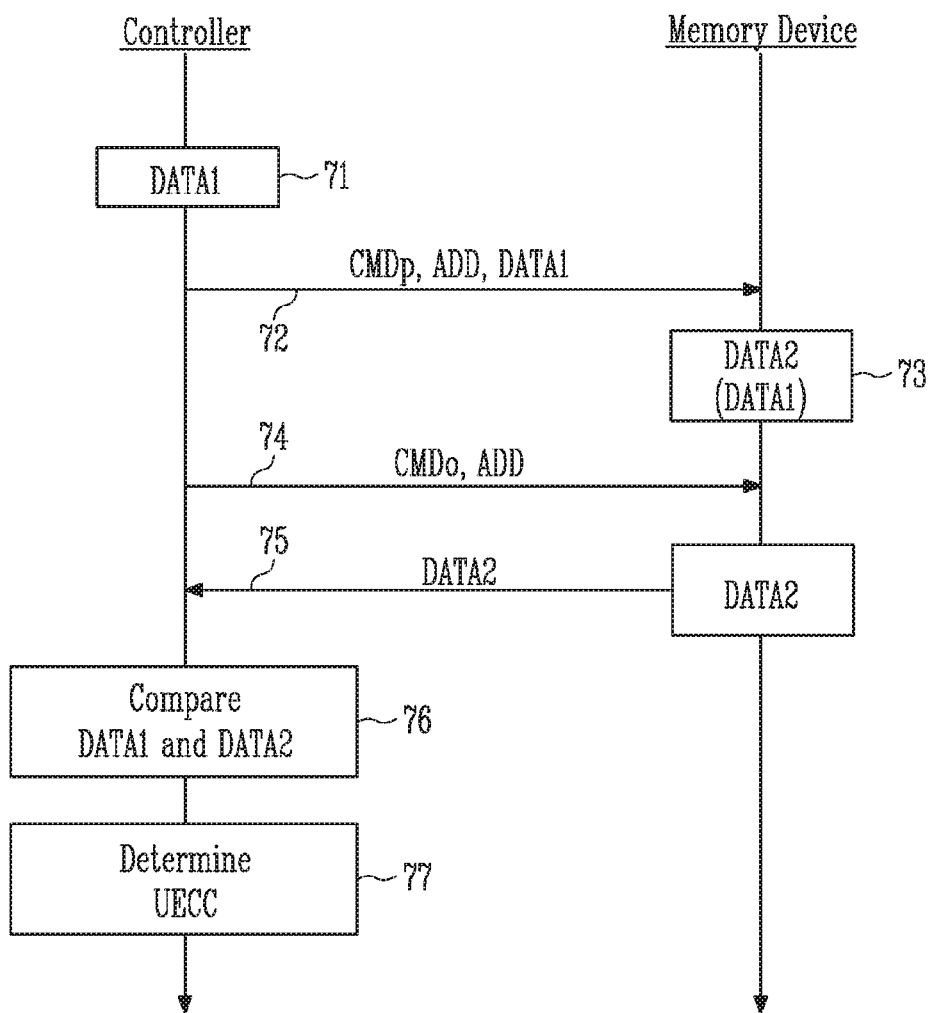 Controller
Memory Device
DATA1
71
CMDp, ADD, DATA1
72
DATA2
(DATA1)
73
74
CMDo, ADD
75
DATA2
DATA2
Compare
DATA1 and DATA2
76
Determine
UECC
77